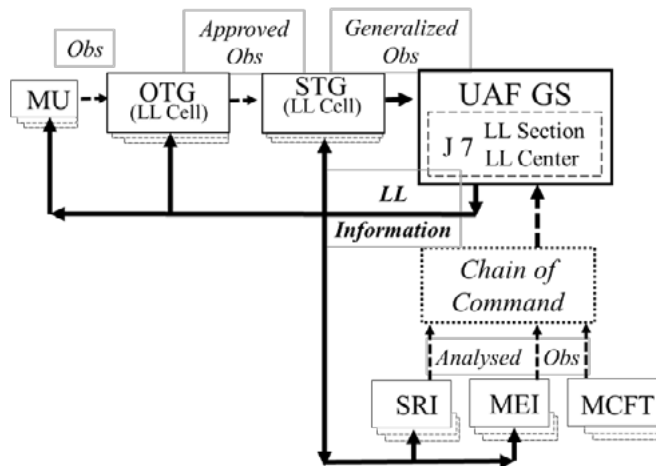 Obs
Approved
Obs
Generalized
Obs
MU
OTG
(LL Cell)
STG
(LL Cell)
UAF GS
J 7
LL Section
LL Center
LL
Information
Chain of
Command
Analysed Obs
SRI
MEI
MCFT